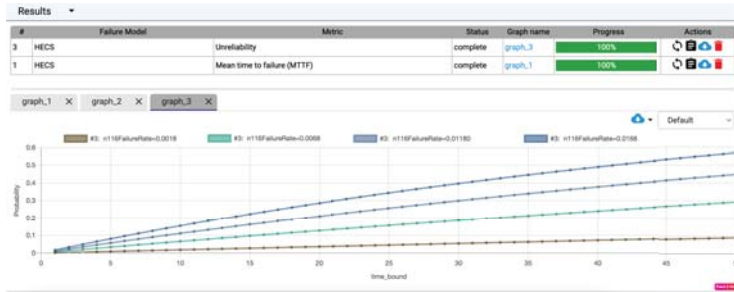 Results
# Failure Model Metric Status Graph name Progress Actions
3 HECS Unreliability complete graph_3 100%
1 HECS Mean time to failure (MTTF) complete graph_1 100%
graph_1 X graph_2 X graph_3 X
Default
#3: n116FailureRate=0.0018 #3: n116FailureRate=0.0068 #3: n116FailureRate=0.01180 #3: n116FailureRate=0.0168
Probability
0.6
0.5
0.4
0.3
0.2
0.1
0
0 5 10 15 20 25 30 35 40 45
time_bound